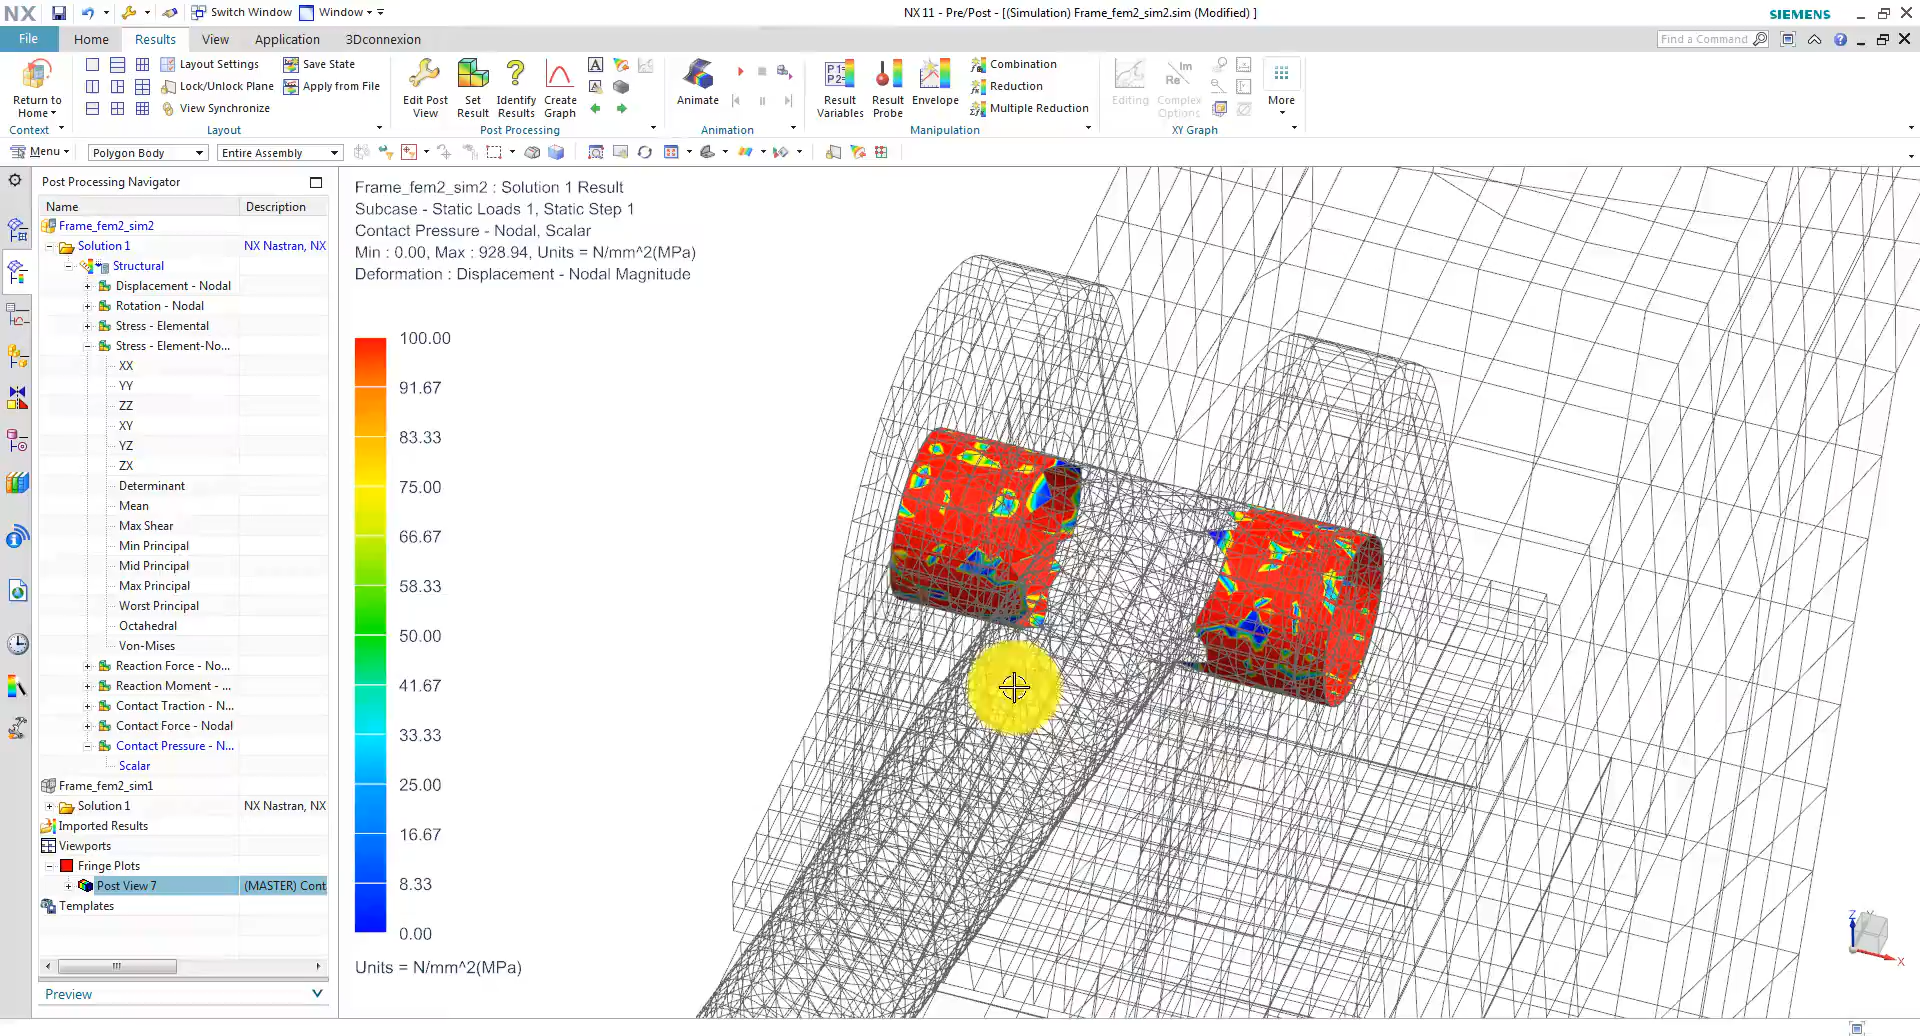 NX
Switch Window
Window
NX 11 - Pre/Post - [(Simulation) Frame_fem2_sim2.sim (Modified) ]
SIEMENS
File
Home
Results
View
Application
3Dconnexion
Find a Command
Return to Home
Layout Settings
Lock/Unlock Plane
View Synchronize
Save State
Apply from File
Edit Post View
Set Result
Identify Results
Create Graph
Animate
Result Variables
Result Probe
Envelope
Combination
Reduction
Multiple Reduction
Editing
Complex Options
More
Context
Layout
Post Processing
Animation
Manipulation
XY Graph
Menu
Polygon Body
Entire Assembly
Post Processing Navigator
Name
Description
Frame_fem2_sim2
Solution 1
NX Nastran, NX
Structural
Displacement - Nodal
Rotation - Nodal
Stress - Elemental
Stress - Element-No...
XX
YY
ZZ
XY
YZ
ZX
Determinant
Mean
Max Shear
Min Principal
Mid Principal
Max Principal
Worst Principal
Octahedral
Von-Mises
Reaction Force - No...
Reaction Moment - ...
Contact Traction - N...
Contact Force - Nodal
Contact Pressure - N...
Scalar
Frame_fem2_sim1
Solution 1
NX Nastran, NX
Imported Results
Viewports
Fringe Plots
Post View 7
(MASTER) Cont
Templates
Preview
Frame_fem2_sim2 : Solution 1 Result
Subcase - Static Loads 1, Static Step 1
Contact Pressure - Nodal, Scalar
Min : 0.00, Max : 928.94, Units = N/mm^2(MPa)
Deformation : Displacement - Nodal Magnitude
100.00
91.67
83.33
75.00
66.67
58.33
50.00
41.67
33.33
25.00
16.67
8.33
0.00
Units = N/mm^2(MPa)
Z
Y
X